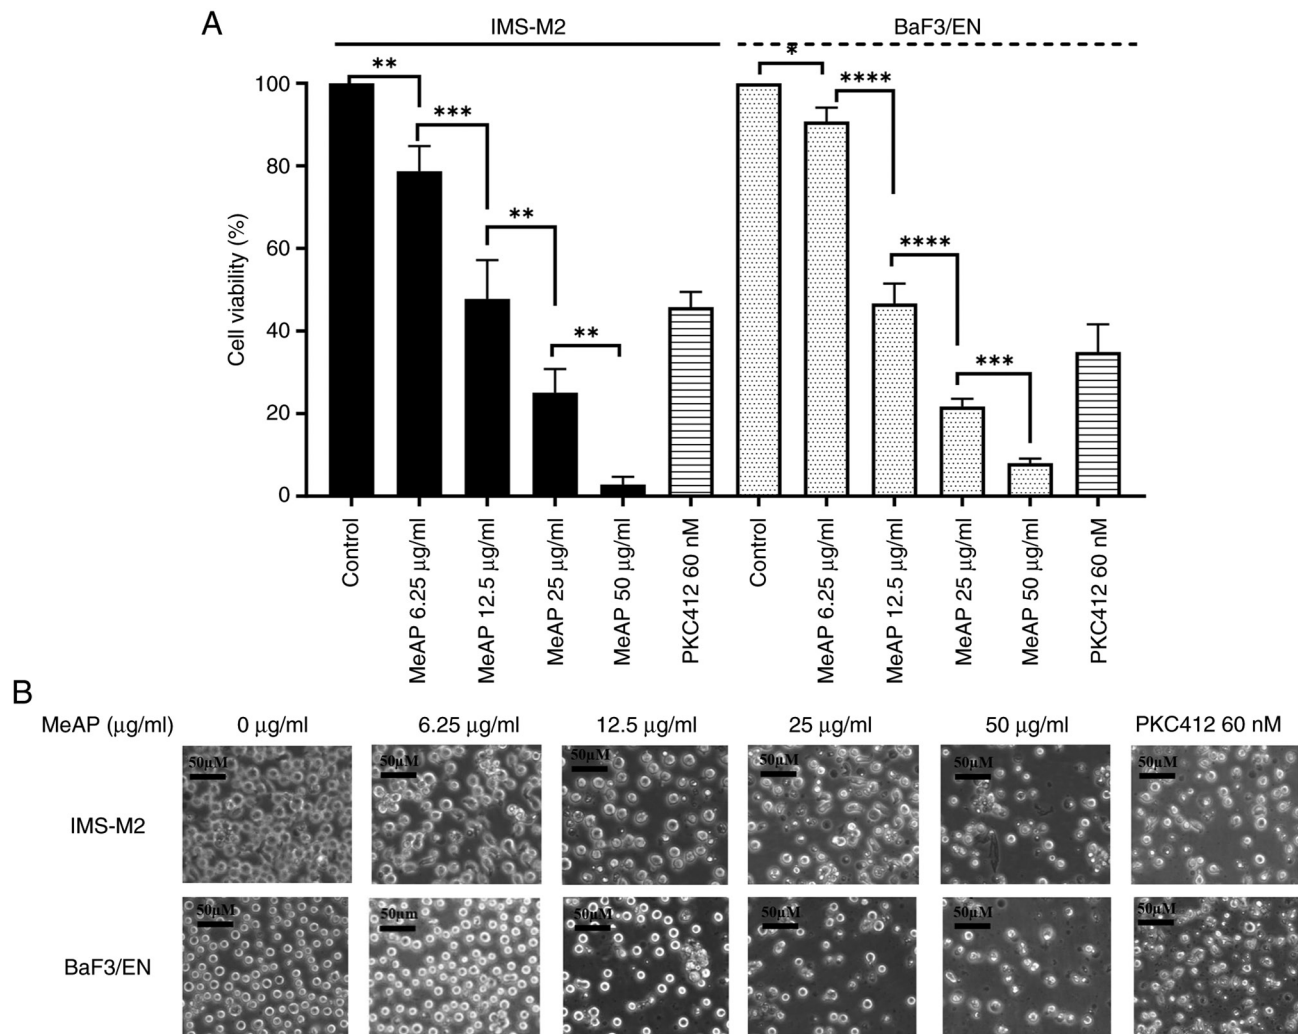 A
IMS-M2
BaF3/EN
** *** ** ** * **** **** ***
Cell viability (%)
100
80
60
40
20
0
Control
MeAP 6.25 μg/ml
MeAP 12.5 μg/ml
MeAP 25 μg/ml
MeAP 50 μg/ml
PKC412 60 nM
Control
MeAP 6.25 μg/ml
MeAP 12.5 μg/ml
MeAP 25 μg/ml
MeAP 50 μg/ml
PKC412 60 nM
B
MeAP (μg/ml) 0 μg/ml 6.25 μg/ml 12.5 μg/ml 25 μg/ml 50 μg/ml PKC412 60 nM
50μM 50μM 50μM 50μM 50μM 50μM
IMS-M2
50μM 50μm 50μM 50μM 50μM 50μM
BaF3/EN